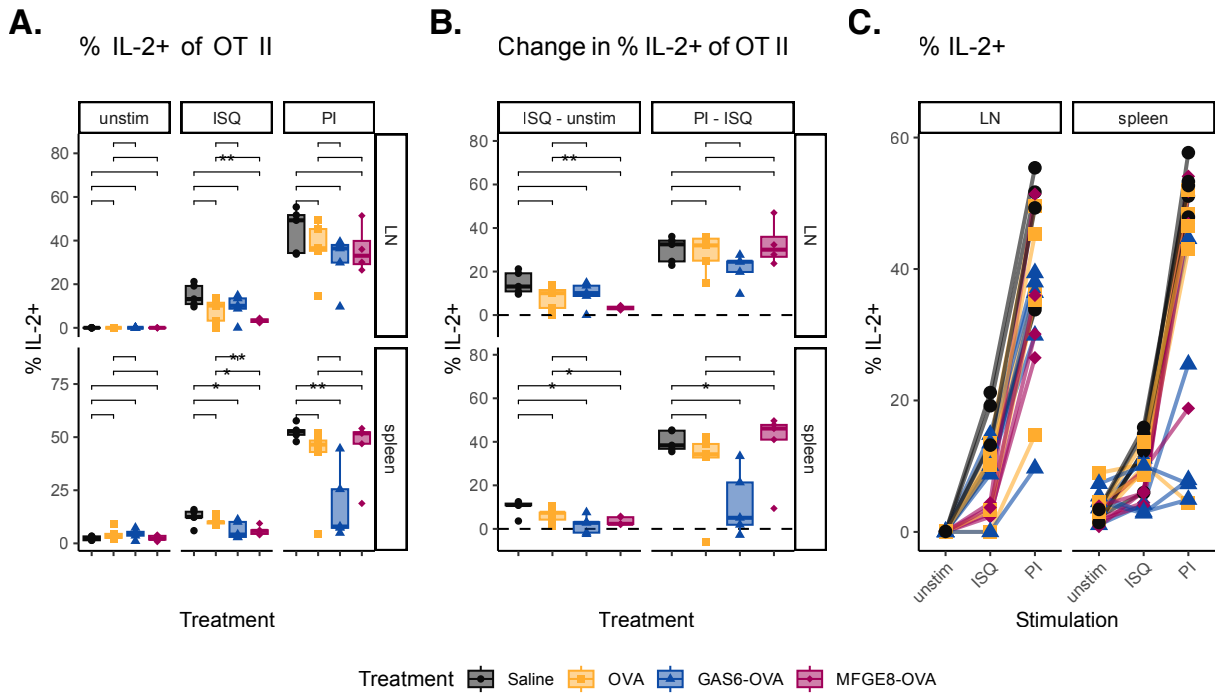 A. B. C.
% IL-2+ of OT II Change in % IL-2+ of OT II % IL-2+
unstim ISQ PI ISQ - unstim PI - ISQ LN spleen
% IL-2+
80
60
40
20
0
**
LN
75
50
25
0
**
*
*
**
spleen
Treatment
% IL-2+
80
60
40
20
0
**
LN
80
60
40
20
0
*
*
*
spleen
Treatment
% IL-2+
60
40
20
0
unstim ISQ PI unstim ISQ PI
Stimulation
Treatment Saline OVA GAS6-OVA MFGE8-OVA